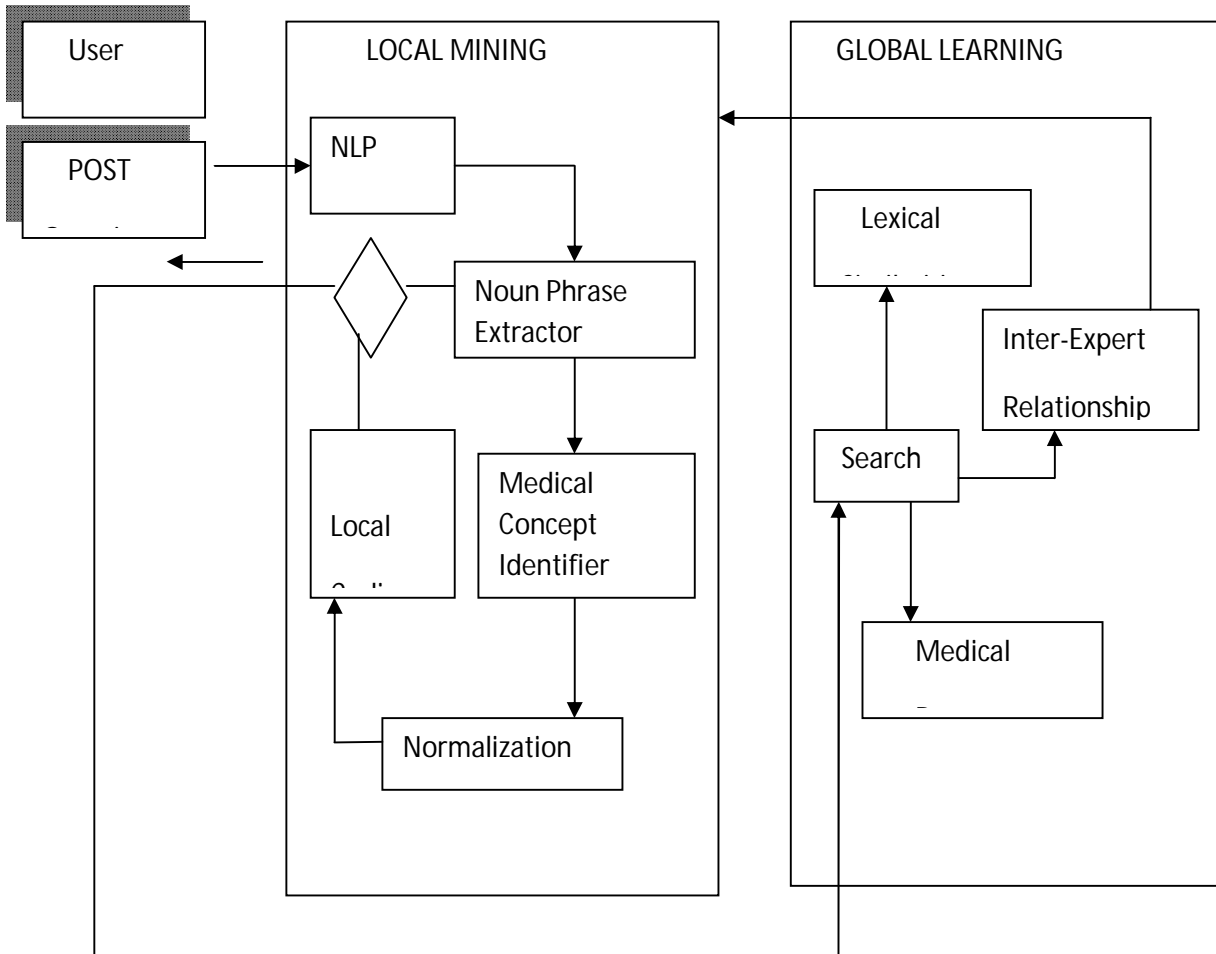 User
POST
LOCAL MINING
NLP
Noun Phrase
Extractor
Medical
Concept
Identifier
Local
Normalization
GLOBAL LEARNING
Lexical
Inter-Expert
Relationship
Search
Medical